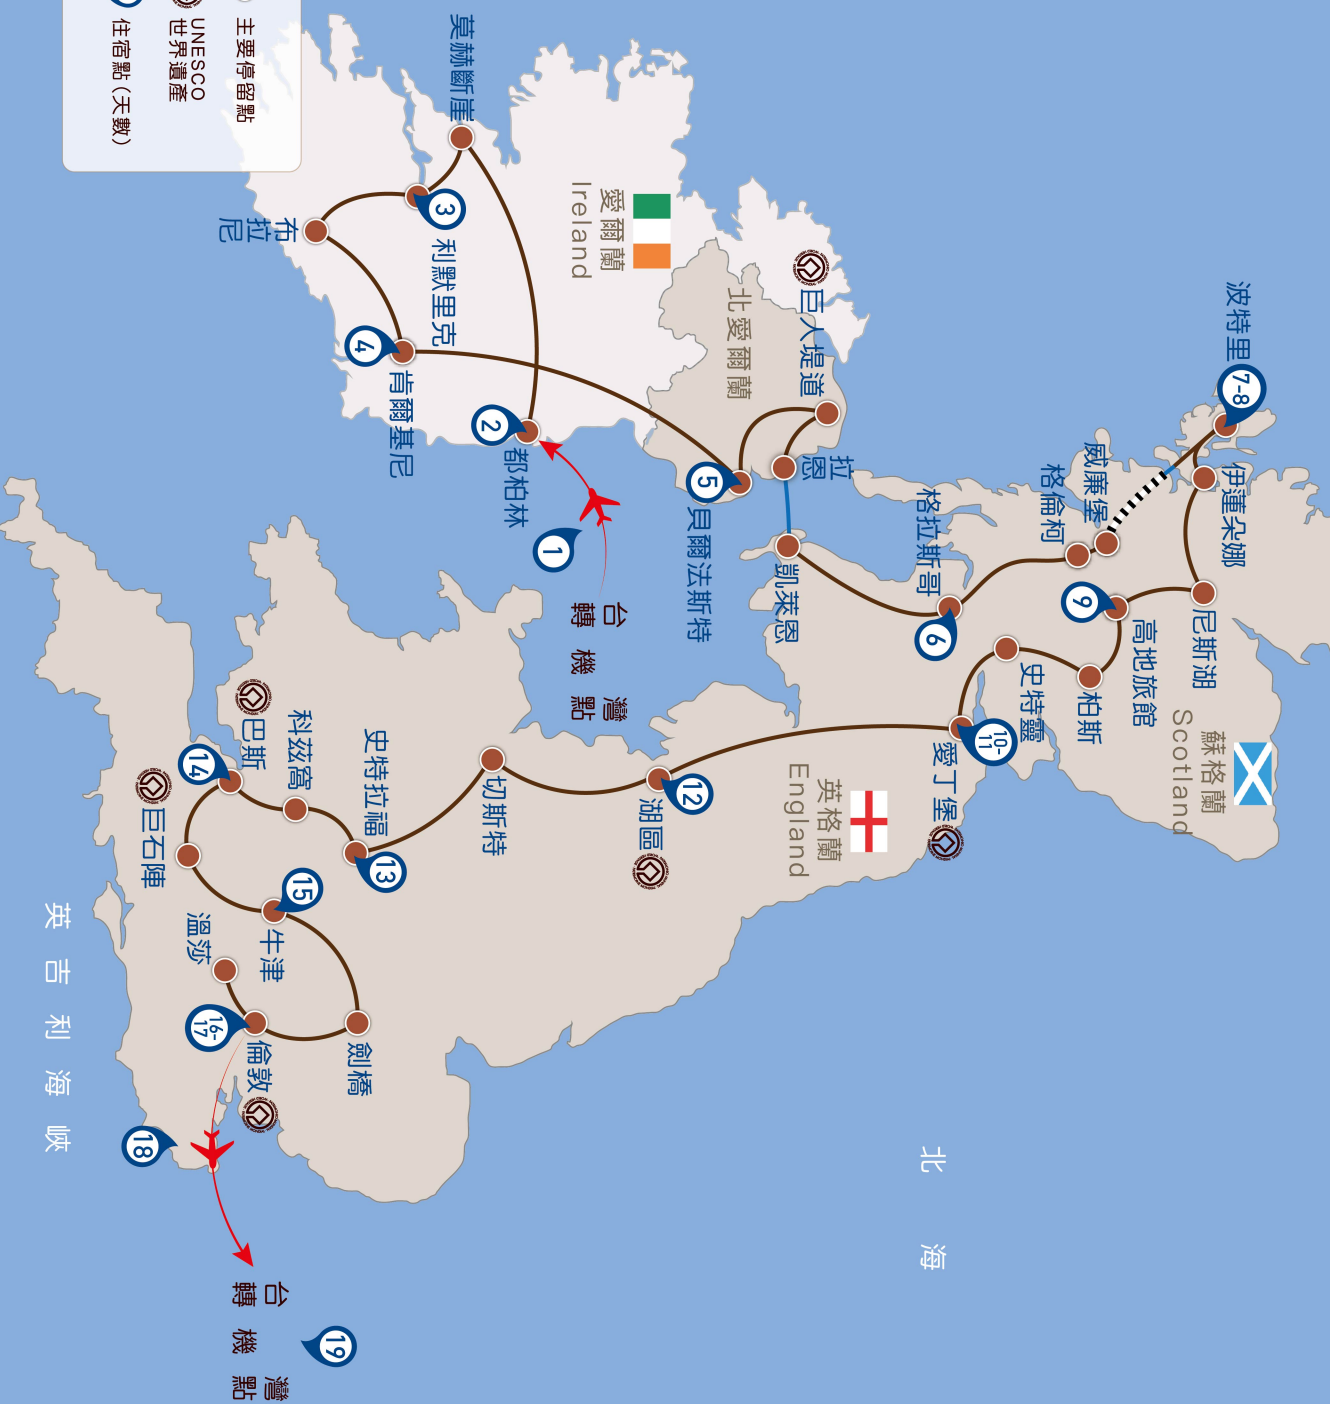 主要停留點
UNESCO
世界遺產
住宿點(天數)
波特里
7-8
伊蓮朵娜
尼斯湖
蘇格蘭
Scotland
威廉堡
格倫柯
9
高地旅館
柏斯
史特靈
格拉斯哥
6
10-
11
愛丁堡
北海
巨人堤道
北愛爾蘭
拉恩
凱萊恩
5
貝爾法斯特
愛爾蘭
Ireland
英格蘭
England
莫赫斷崖
3
利默里克
布拉尼
4
肯爾基尼
2
都柏林
1
台灣
轉機點
12
湖區
切斯特
史特拉福
13
科茲窩
巴斯
14
巨石陣
15
牛津
溫莎
劍橋
16-
17
倫敦
18
19
台灣
轉機點
英吉利海峽